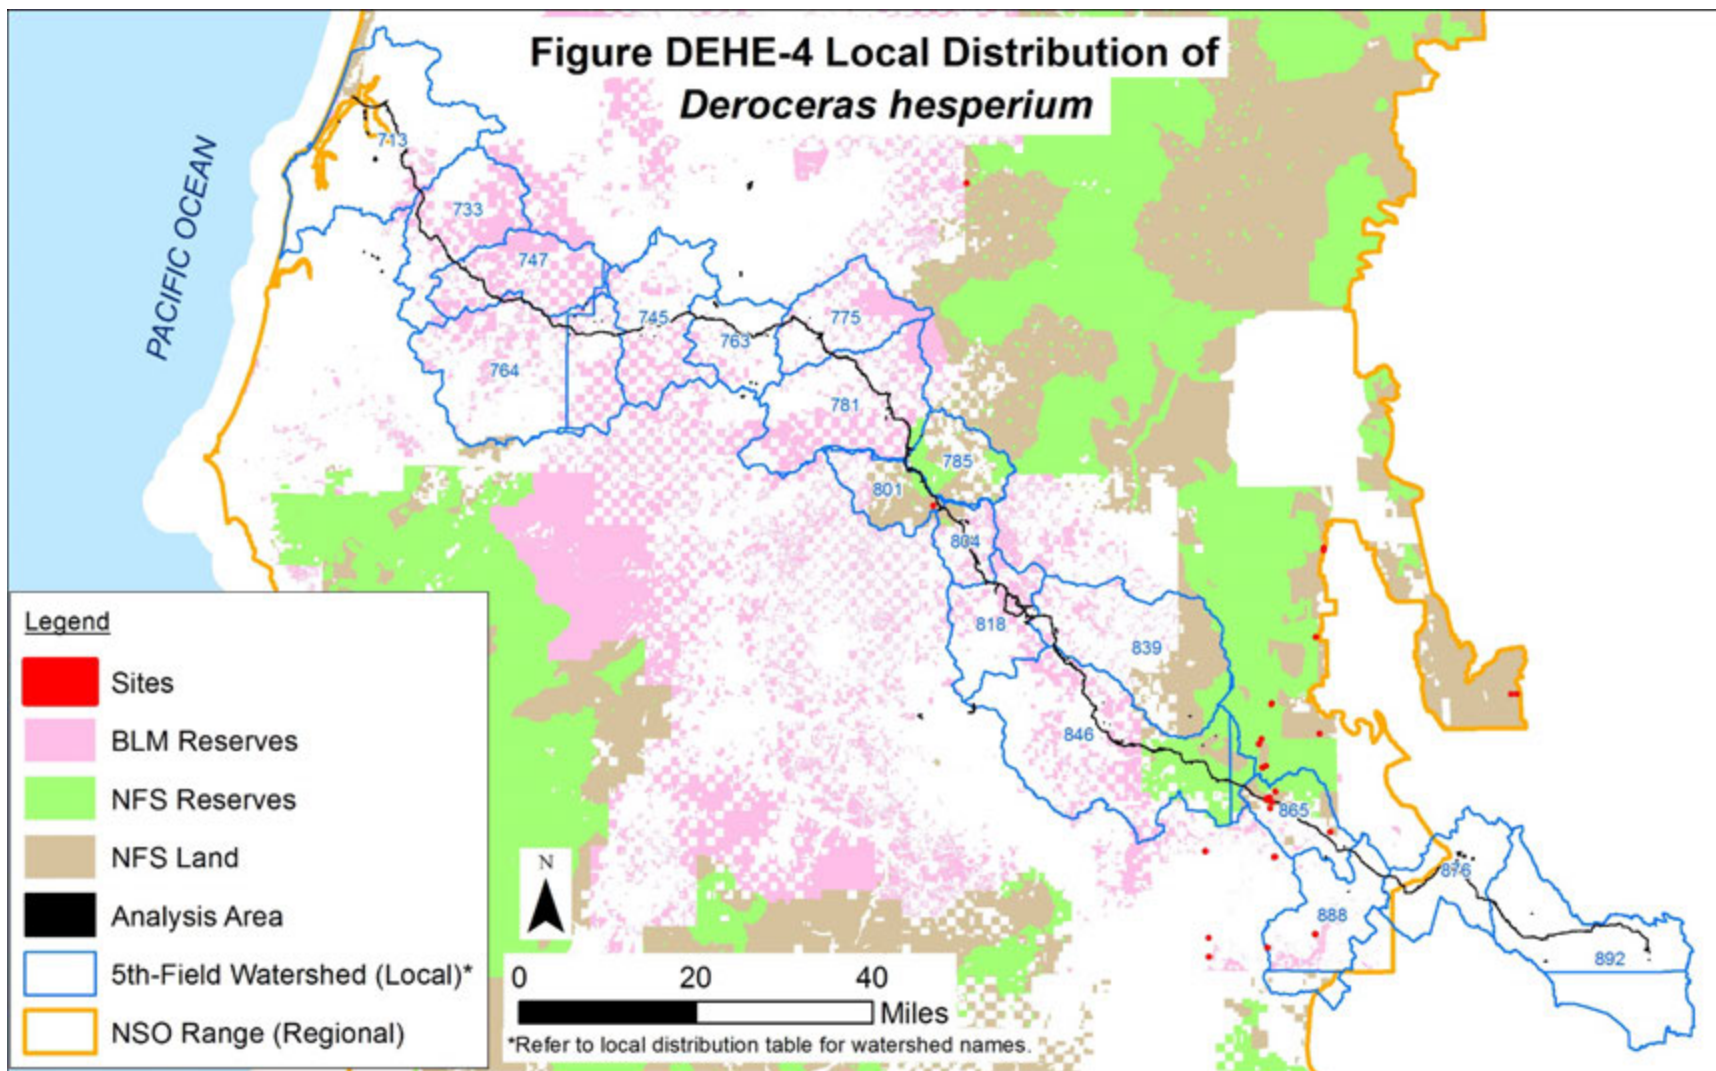 Figure DEHE-4 Local Distribution of
Deroceras hesperium
PACIFIC OCEAN
713
733
747
745
775
763
764
781
785
801
804
818
839
846
865
876
888
892
Legend
Sites
BLM Reserves
NFS Reserves
NFS Land
Analysis Area
5th-Field Watershed (Local)*
NSO Range (Regional)
N
0 20 40
Miles
*Refer to local distribution table for watershed names.